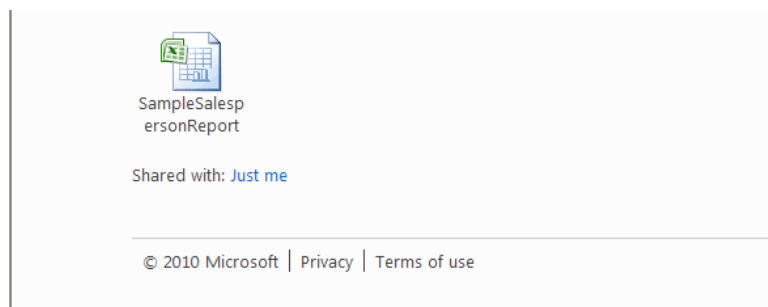 SampleSalesp
ersonReport
Shared with: Just me
© 2010 Microsoft | Privacy | Terms of use